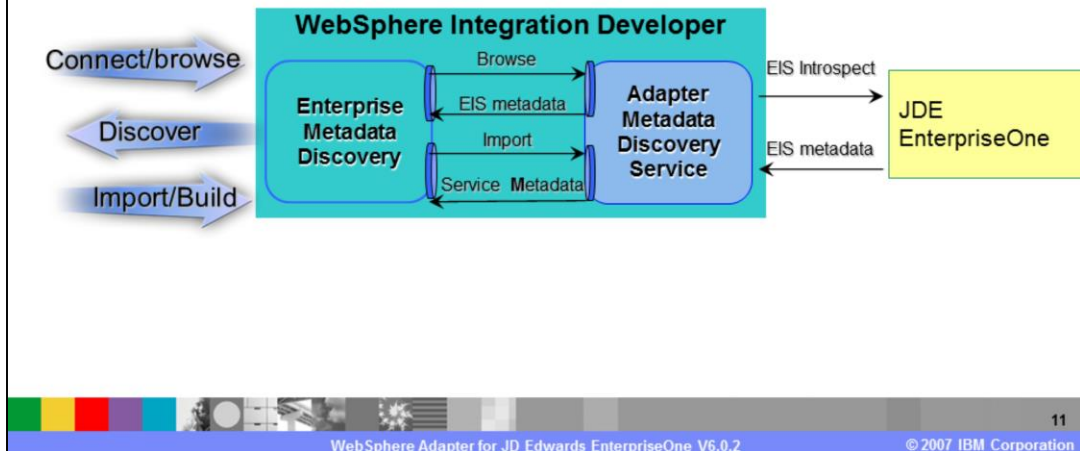 WebSphere Integration Developer
Connect/browse
Discover
Import/Build
Enterprise
Metadata
Discovery
Browse
EIS metadata
Import
Service Metadata
Adapter
Metadata
Discovery
Service
EIS Introspect
EIS metadata
JDE
EnterpriseOne
11
WebSphere Adapter for JD Edwards EnterpriseOne V6.0.2
© 2007 IBM Corporation